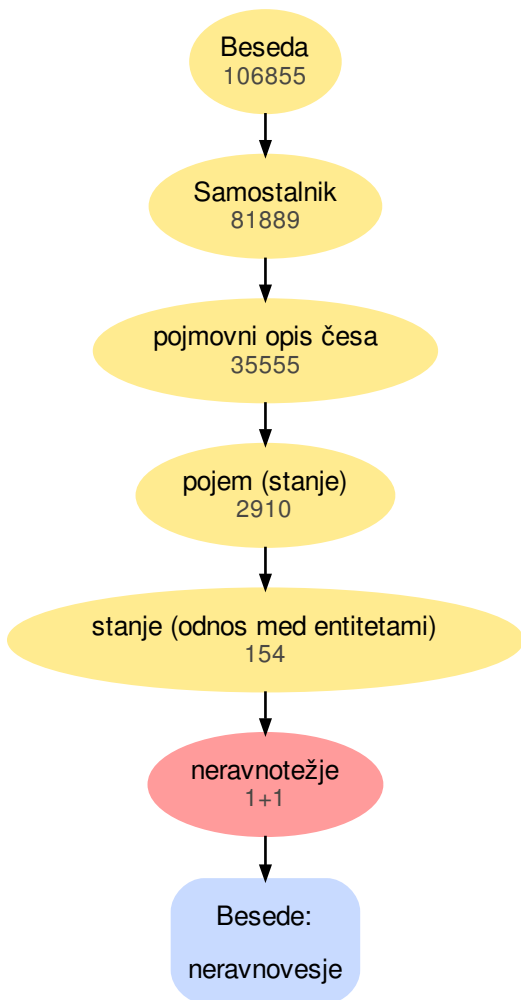 Beseda
106855
Samostalnik
81889
pojmovni opis česa
35555
pojem (stanje)
2910
stanje (odnos med entitetami)
154
neravnotežje
1+1
Besede:
neravnovesje